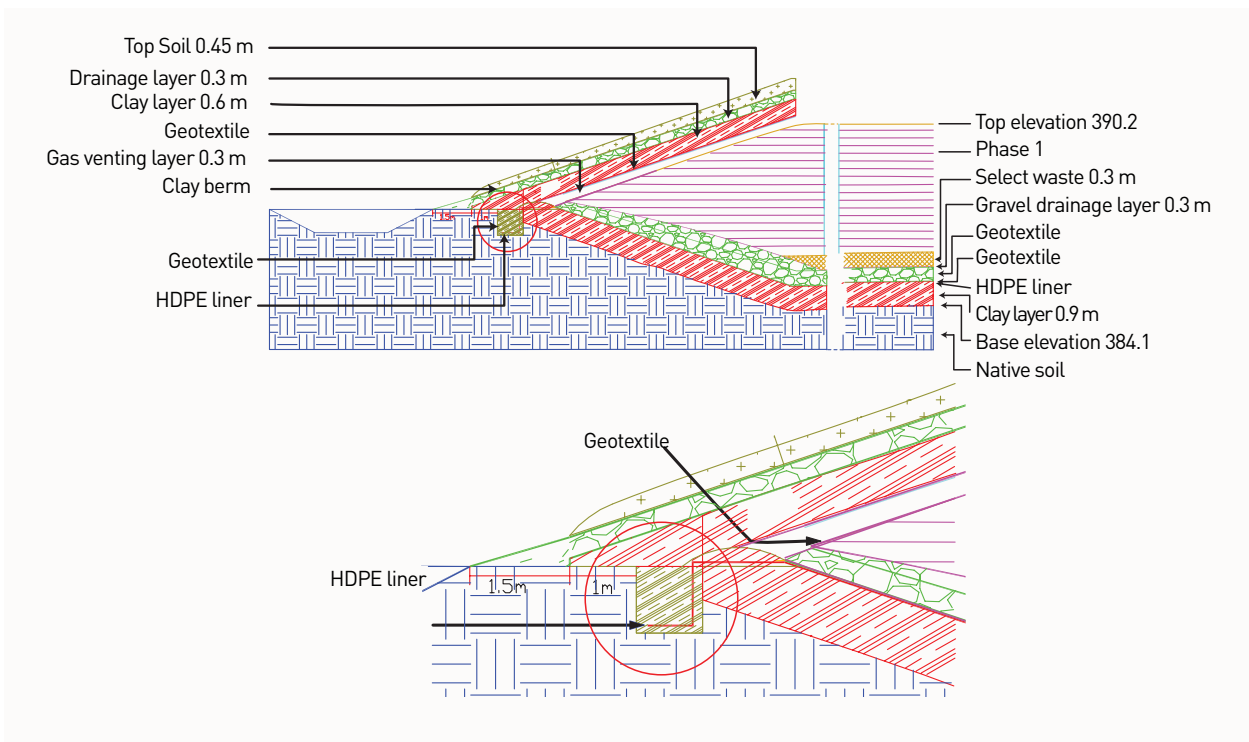 Top Soil 0.45 m
Drainage layer 0.3 m
Clay layer 0.6 m
Geotextile
Gas venting layer 0.3 m
Clay berm
Geotextile
HDPE liner
Top elevation 390.2
Phase 1
Select waste 0.3 m
Gravel drainage layer 0.3 m
Geotextile
Geotextile
HDPE liner
Clay layer 0.9 m
Base elevation 384.1
Native soil
Geotextile
HDPE liner
1.5m
1m